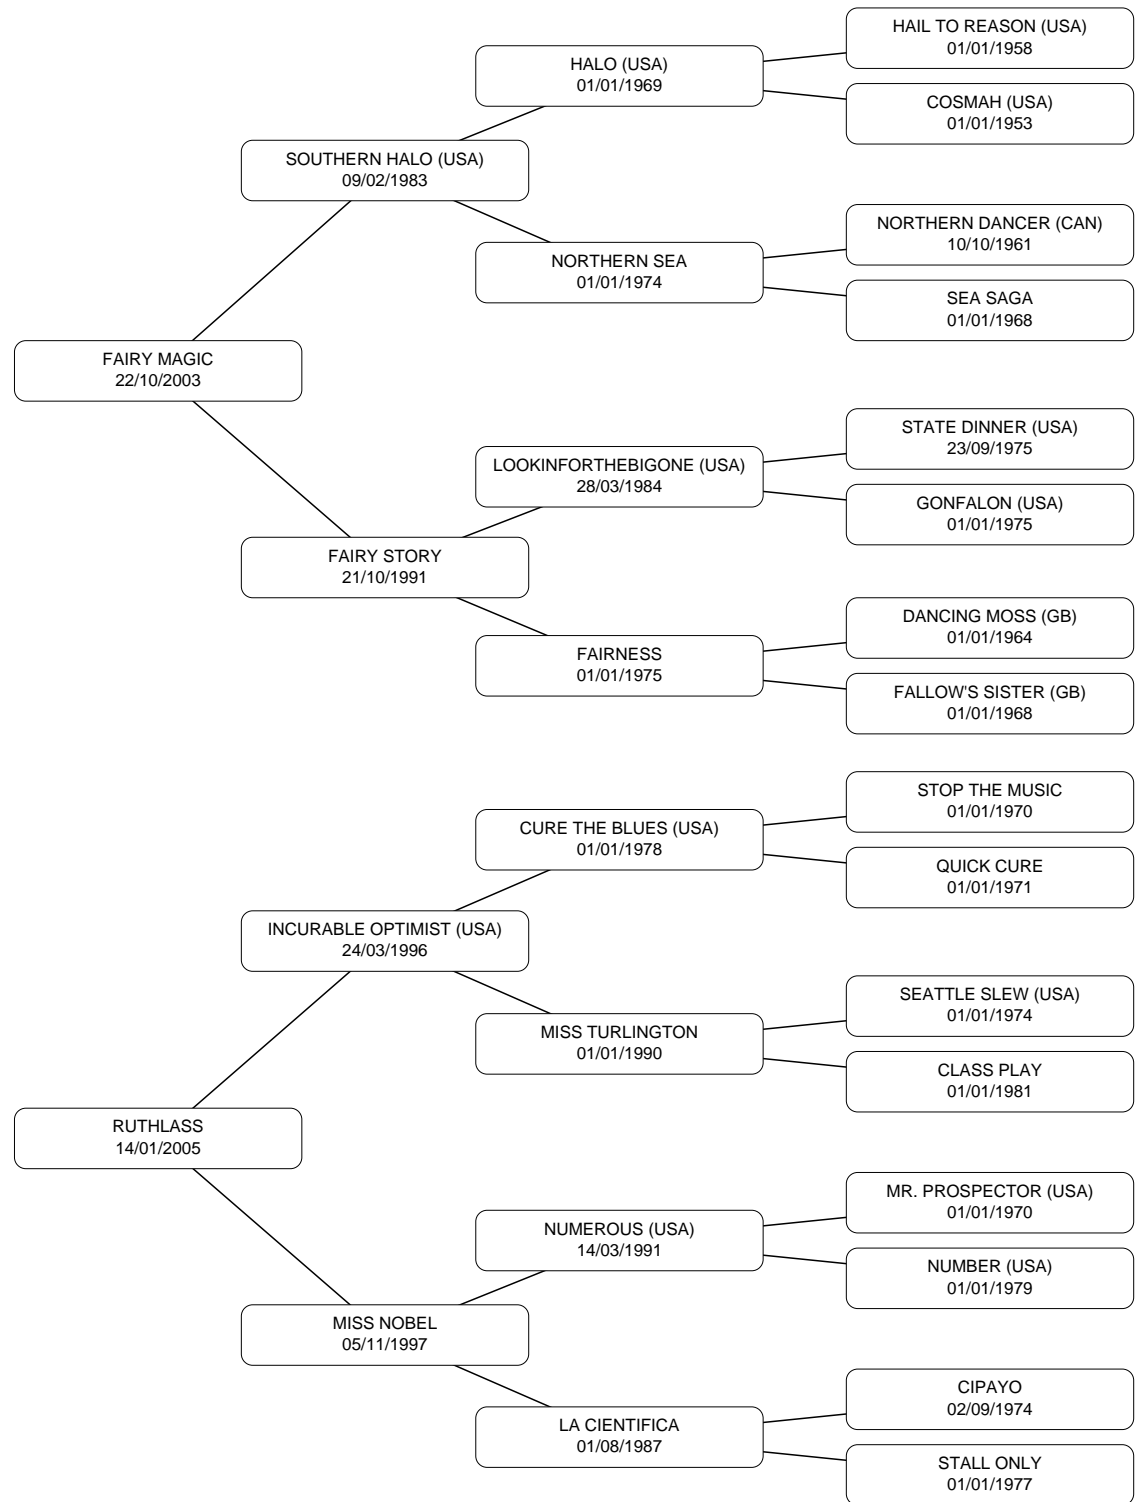 HAIL TO REASON (USA)
01/01/1958
HALO (USA)
01/01/1969
COSMAH (USA)
01/01/1953
SOUTHERN HALO (USA)
09/02/1983
NORTHERN DANCER (CAN)
10/10/1961
NORTHERN SEA
01/01/1974
SEA SAGA
01/01/1968
FAIRY MAGIC
22/10/2003
STATE DINNER (USA)
23/09/1975
LOOKINFORTHEBIGONE (USA)
28/03/1984
GONFALON (USA)
01/01/1975
FAIRY STORY
21/10/1991
DANCING MOSS (GB)
01/01/1964
FAIRNESS
01/01/1975
FALLOW'S SISTER (GB)
01/01/1968
STOP THE MUSIC
01/01/1970
CURE THE BLUES (USA)
01/01/1978
QUICK CURE
01/01/1971
INCURABLE OPTIMIST (USA)
24/03/1996
SEATTLE SLEW (USA)
01/01/1974
MISS TURLINGTON
01/01/1990
CLASS PLAY
01/01/1981
RUTHLASS
14/01/2005
MR. PROSPECTOR (USA)
01/01/1970
NUMEROUS (USA)
14/03/1991
NUMBER (USA)
01/01/1979
MISS NOBEL
05/11/1997
CIPAYO
02/09/1974
LA CIENTIFICA
01/08/1987
STALL ONLY
01/01/1977